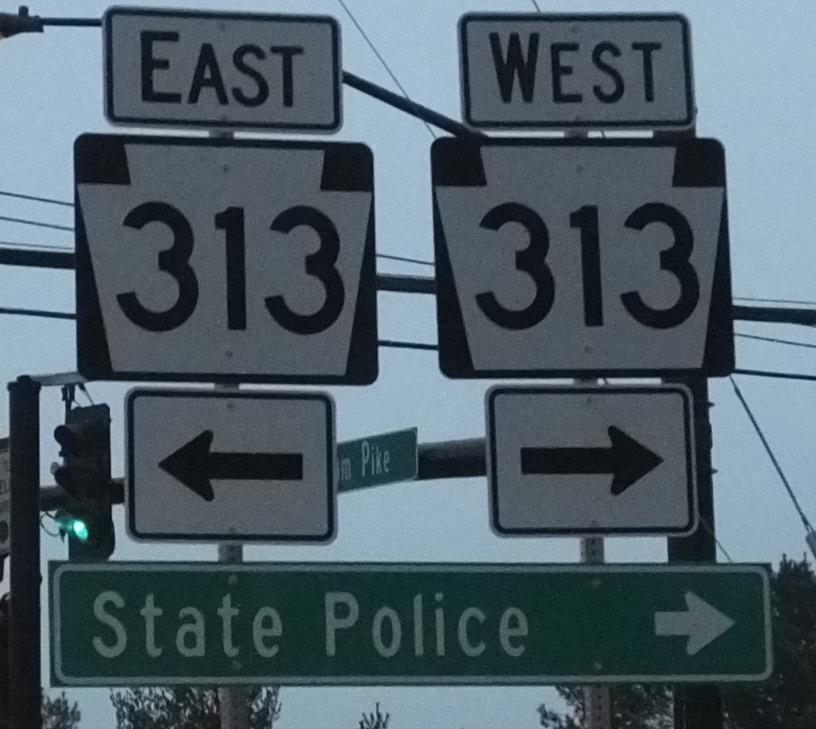 EAST
WEST
313
313
Pike
State Police